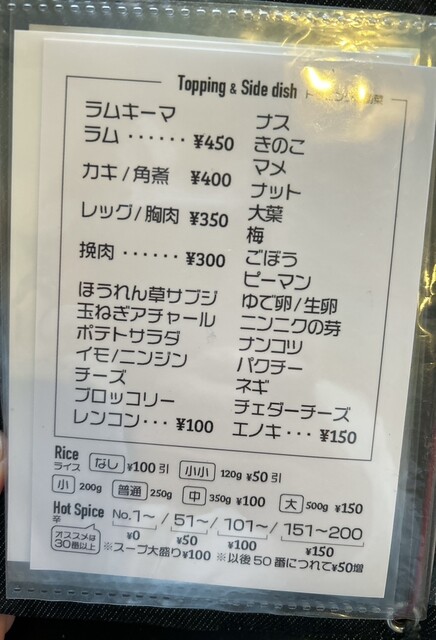 Topping & Side dish
ラムキーマ
ラム ······ ¥450
カキ/角煮 ¥400
レッグ/胸肉 ¥350
挽肉 ······ ¥300
ほうれん草サブジ
玉ねぎアチャール
ポテトサラダ
イモ/ニンジン
チーズ
ブロッコリー
レンコン··· ¥100
ナス
きのこ
マメ
ナット
大葉
梅
ごぼう
ピーマン
ゆで卵/生卵
ニンニクの芽
ナンコツ
パクチー
ネギ
チェダーチーズ
エノキ··· ¥150
Rice
ライス
なし ¥100引 小小 120g ¥50引
小 200g 普通 250g 中 350g ¥100 大 500g ¥150
Hot Spice
辛
No.1〜 / 51〜 / 101〜 / 151〜200
¥0 ¥50 ¥100 ¥150
オススメは
30番以上
※スープ大盛り¥100 ※以後50番につれて¥50増